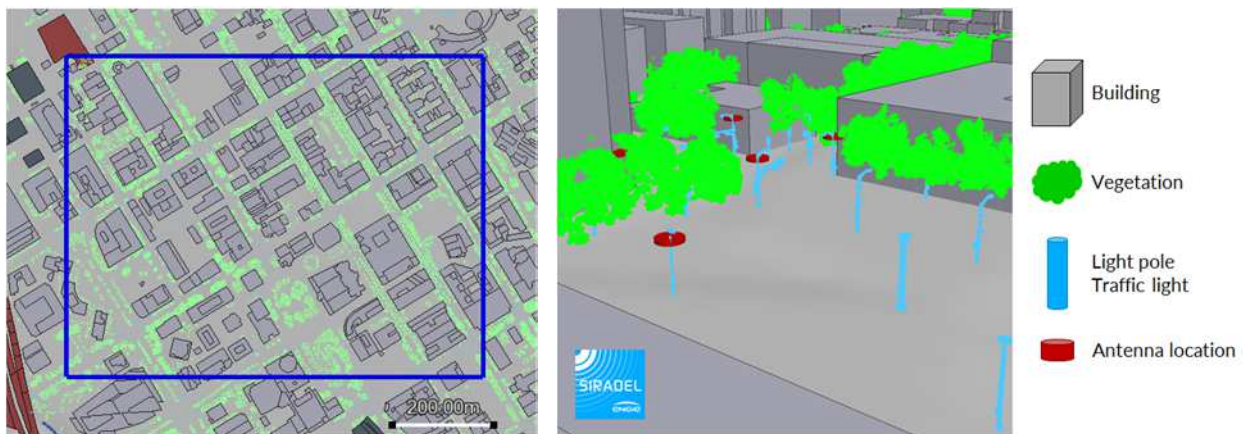 200.00m
SIRADEL
ENGIE
Building
Vegetation
Light pole
Traffic light
Antenna location